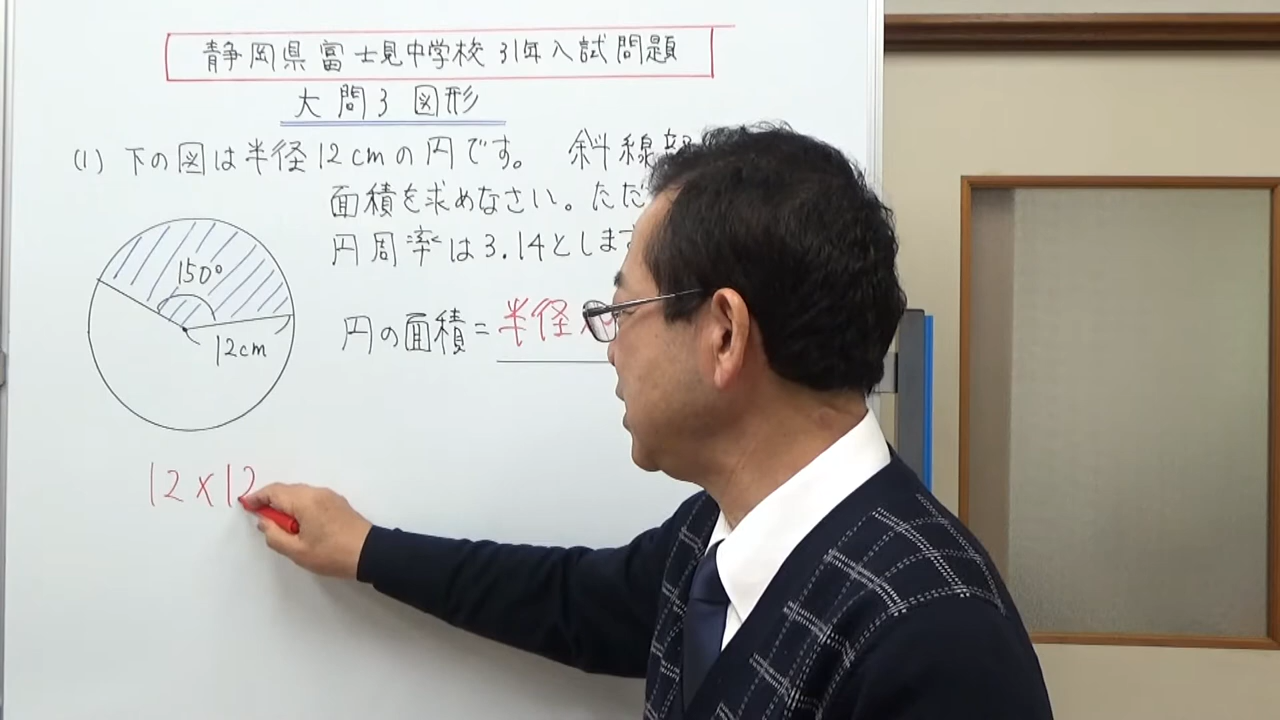 静岡県富士見中学校 31年入試問題
大問3 図形
(1) 下の図は半径12cmの円です。 斜線
面積を求めなさい。ただ
円周率は3.14とします
150°
12cm
円の面積=半径
12×12